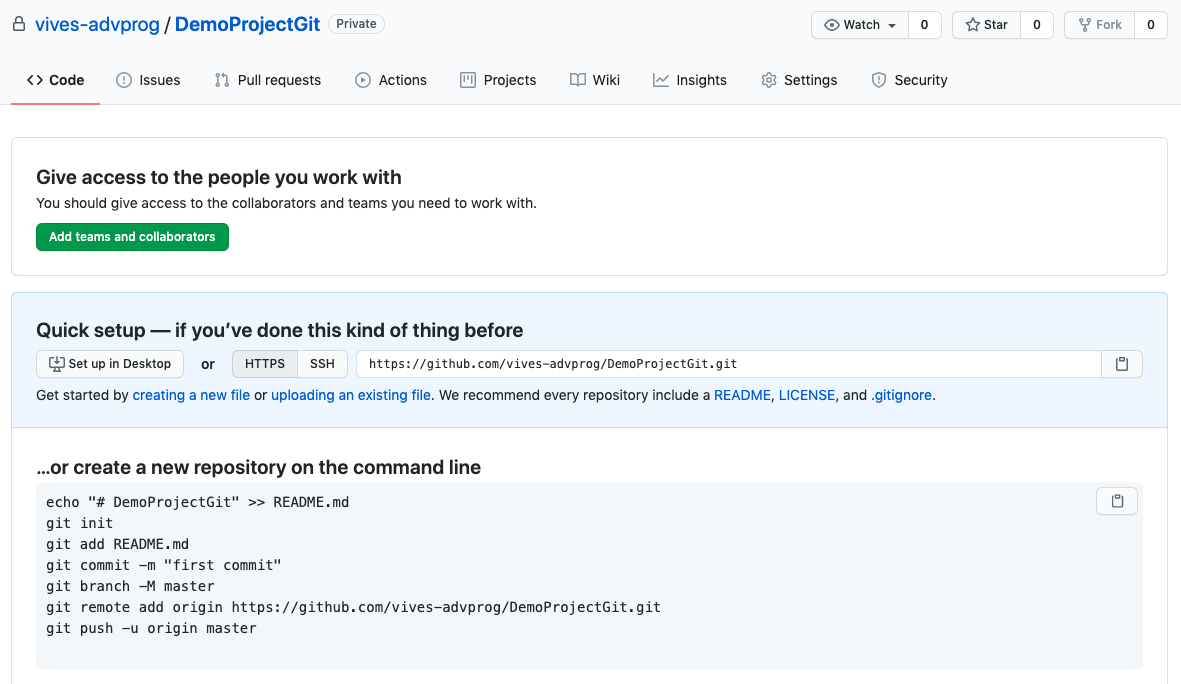 vives-advprog / DemoProjectGit Private Watch 0 Star 0 Fork 0
Code Issues Pull requests Actions Projects Wiki Insights Settings Security
Give access to the people you work with
You should give access to the collaborators and teams you need to work with.
Add teams and collaborators
Quick setup — if you’ve done this kind of thing before
Set up in Desktop or HTTPS SSH https://github.com/vives-advprog/DemoProjectGit.git
Get started by creating a new file or uploading an existing file. We recommend every repository include a README, LICENSE, and .gitignore.
…or create a new repository on the command line
echo "# DemoProjectGit" >> README.md
git init
git add README.md
git commit -m "first commit"
git branch -M master
git remote add origin https://github.com/vives-advprog/DemoProjectGit.git
git push -u origin master